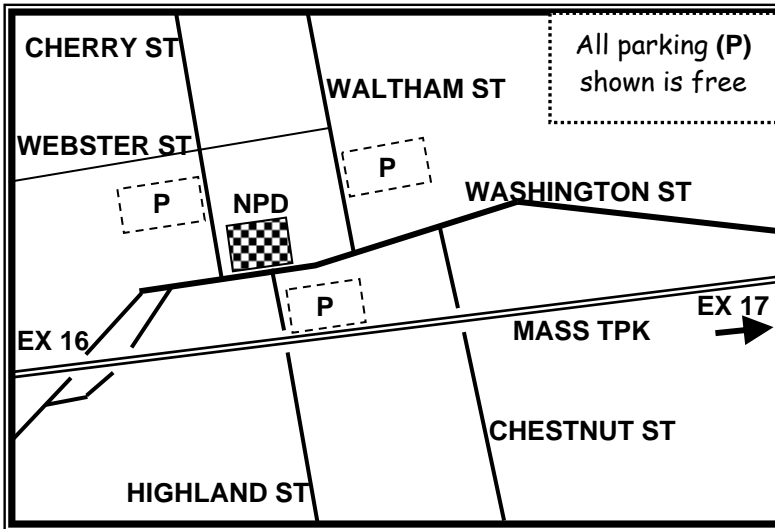 CHERRY ST
All parking (P)
shown is free
WALTHAM ST
WEBSTER ST
P
P
NPD
WASHINGTON ST
P
EX 17
EX 16
MASS TPK
CHESTNUT ST
HIGHLAND ST